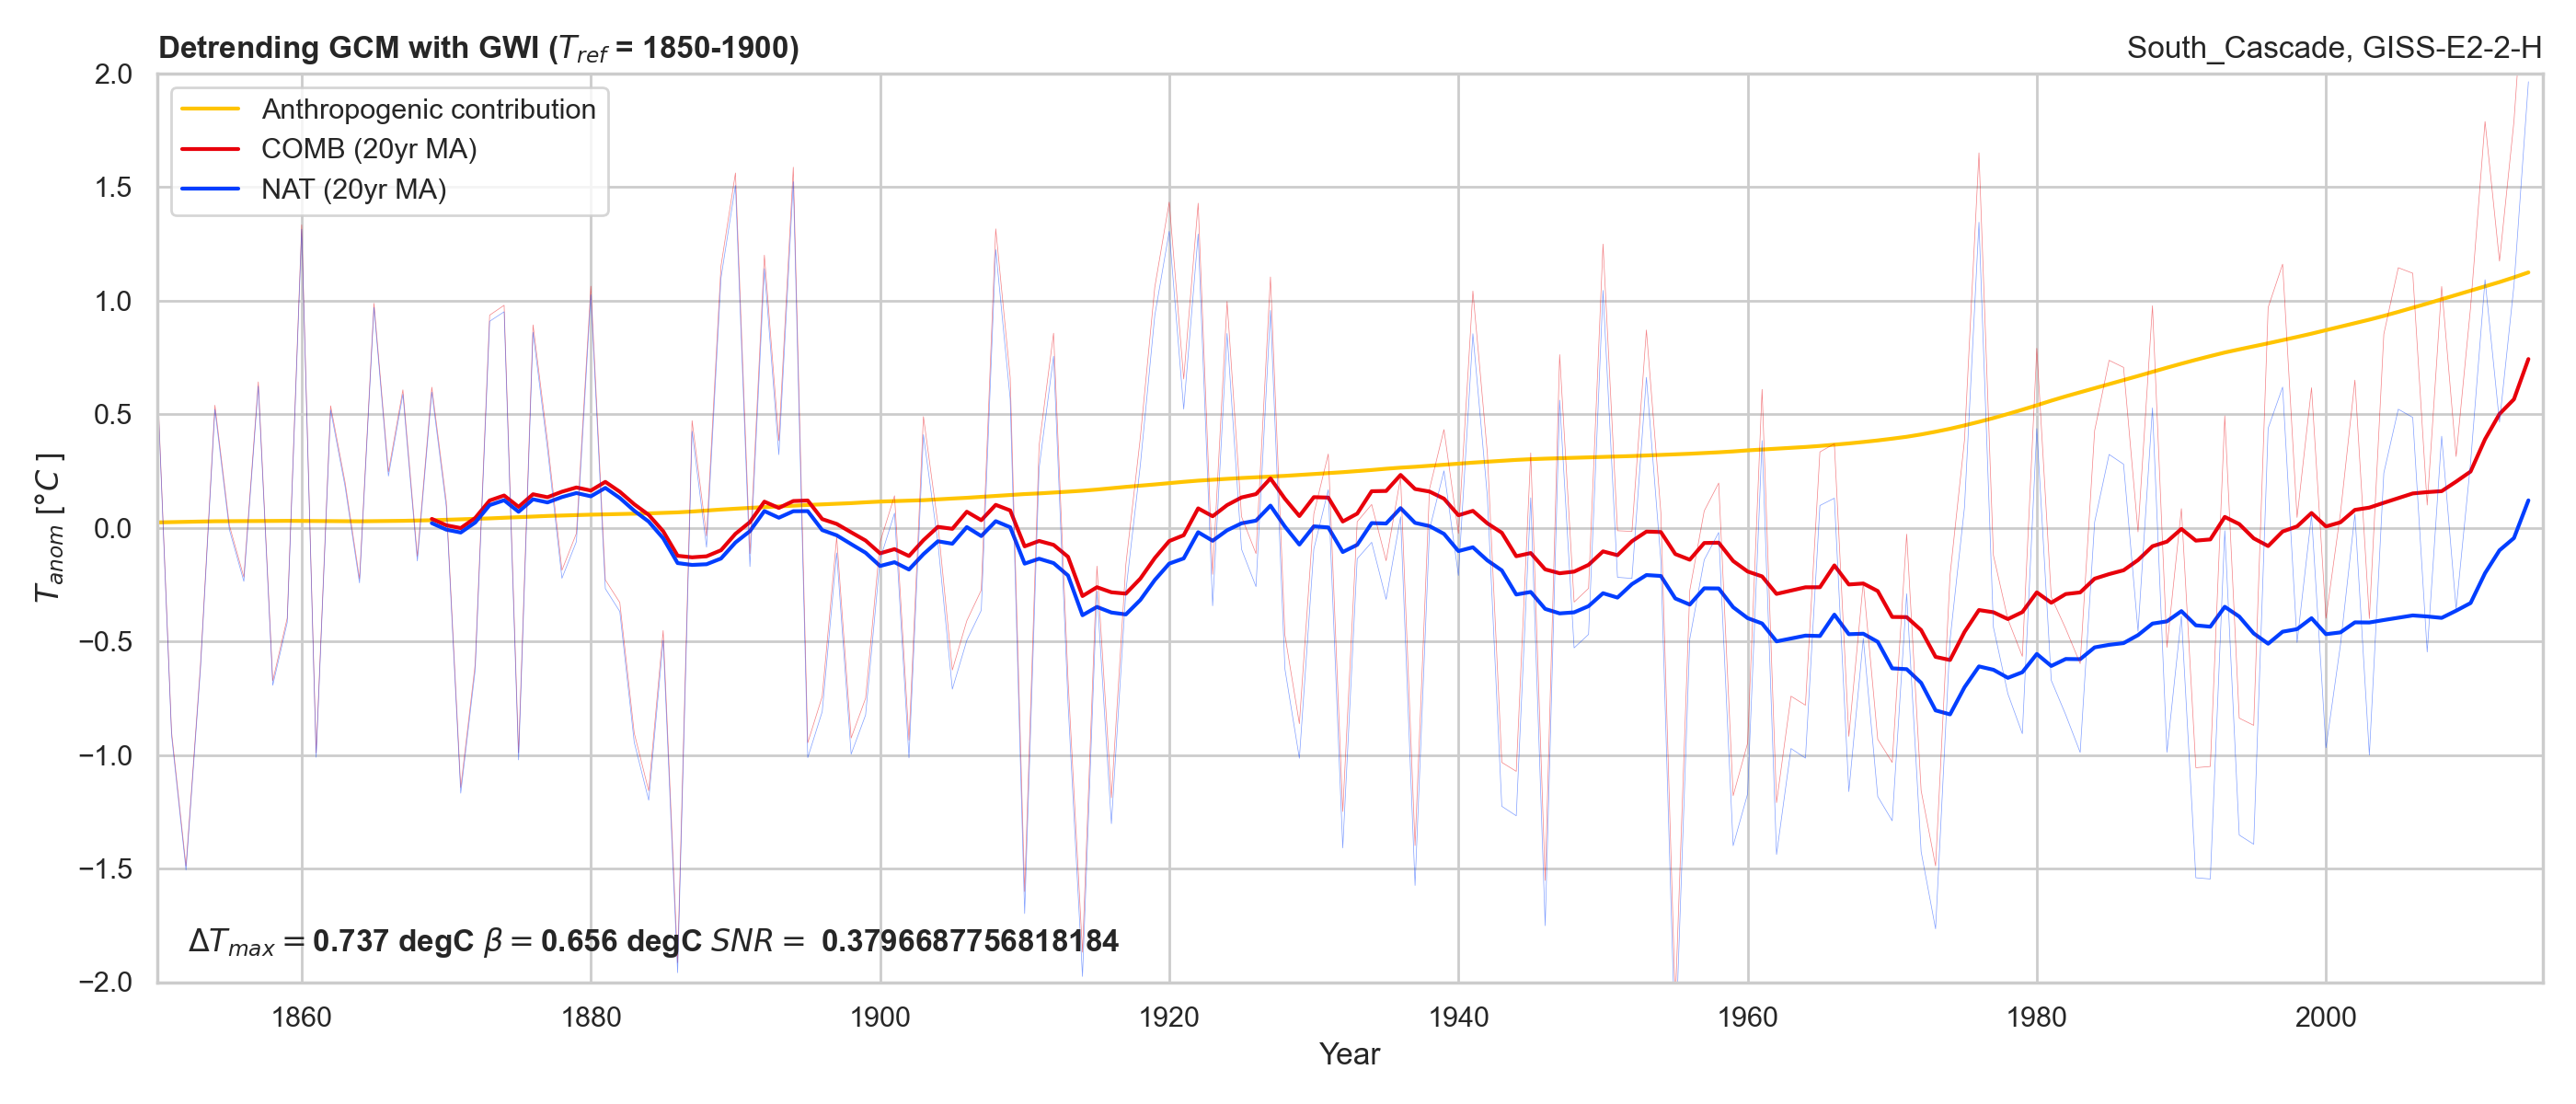 Detrending GCM with GWI (T_ref = 1850-1900)
South_Cascade, GISS-E2-2-H
2.0
1.5
1.0
0.5
0.0
−0.5
−1.0
−1.5
−2.0
T_anom [°C ]
Anthropogenic contribution
COMB (20yr MA)
NAT (20yr MA)
ΔT_max = 0.737 degC β = 0.656 degC SNR = 0.3796687756818184
1860 1880 1900 1920 1940 1960 1980 2000
Year